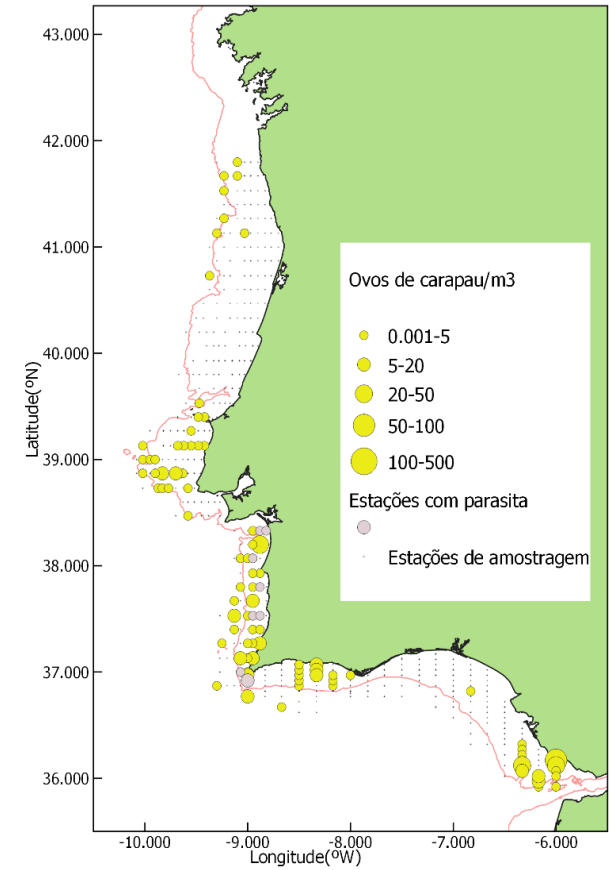 43.000
42.000
41.000
40.000
39.000
38.000
37.000
36.000
Latitude(ºN)
Ovos de carapau/m3
0.001-5
5-20
20-50
50-100
100-500
Estações com parasita
Estações de amostragem
-10.000 -9.000 -8.000 -7.000 -6.000
Longitude(ºW)